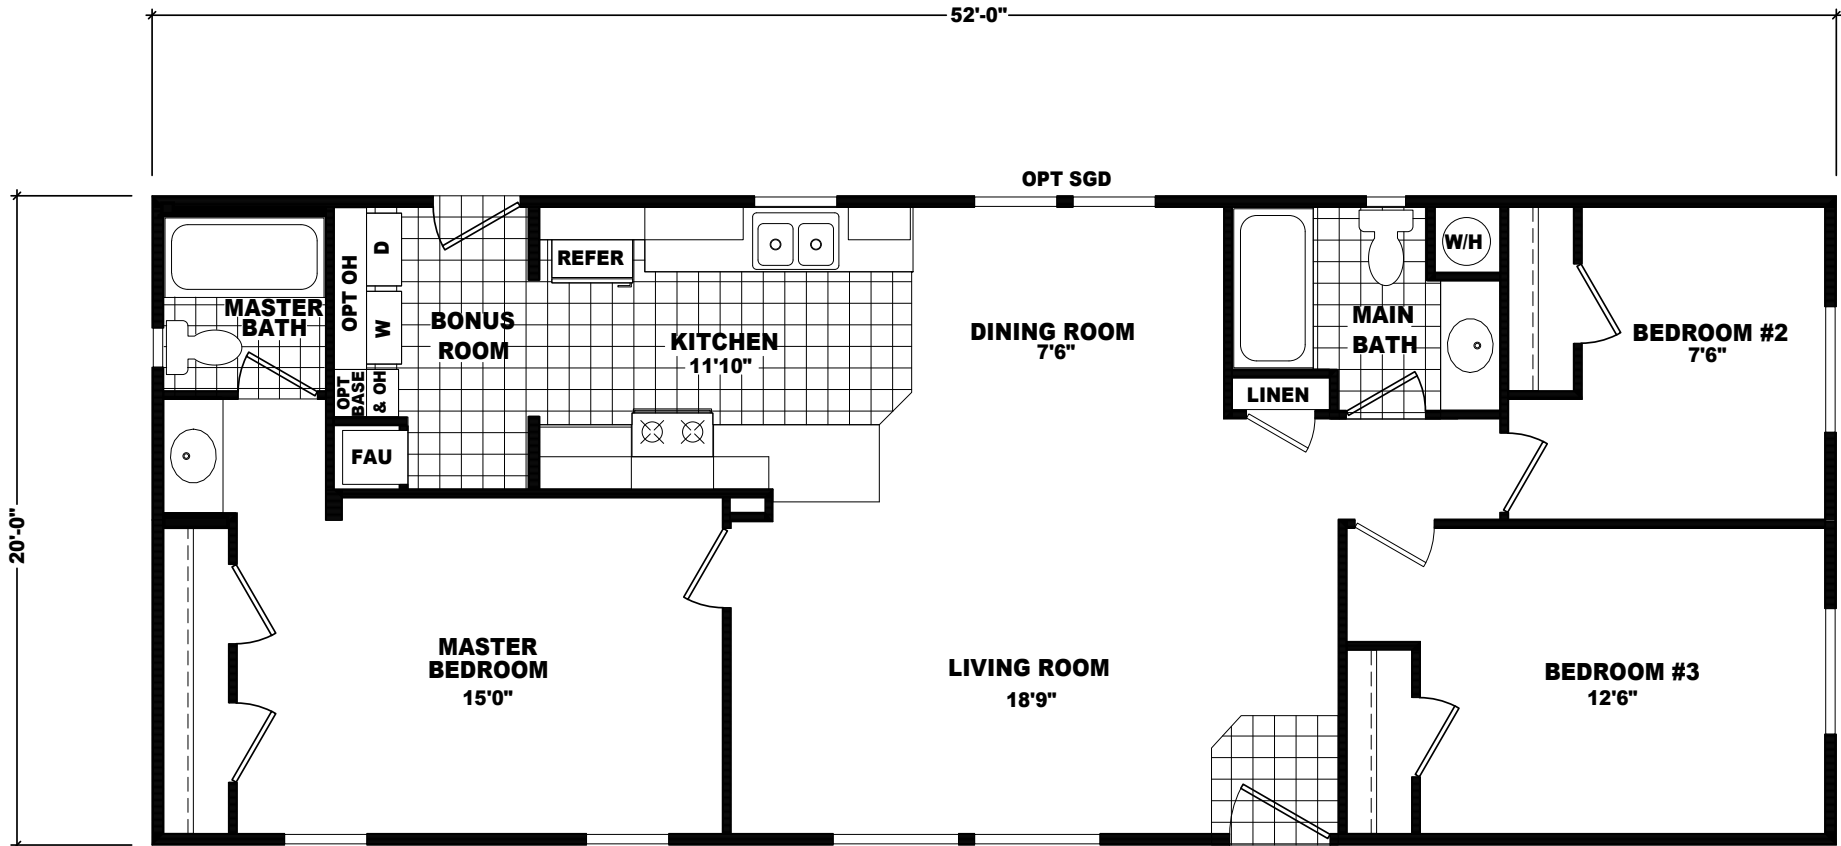 52'-0"
OPT SGD
20'-0"
MASTER
BATH
OPT OH
D
W
OPT
BASE
& OH
FAU
BONUS
ROOM
REFER
KITCHEN
11'10"
DINING ROOM
7'6"
LINEN
MAIN
BATH
W/H
BEDROOM #2
7'6"
MASTER
BEDROOM
15'0"
LIVING ROOM
18'9"
BEDROOM #3
12'6"